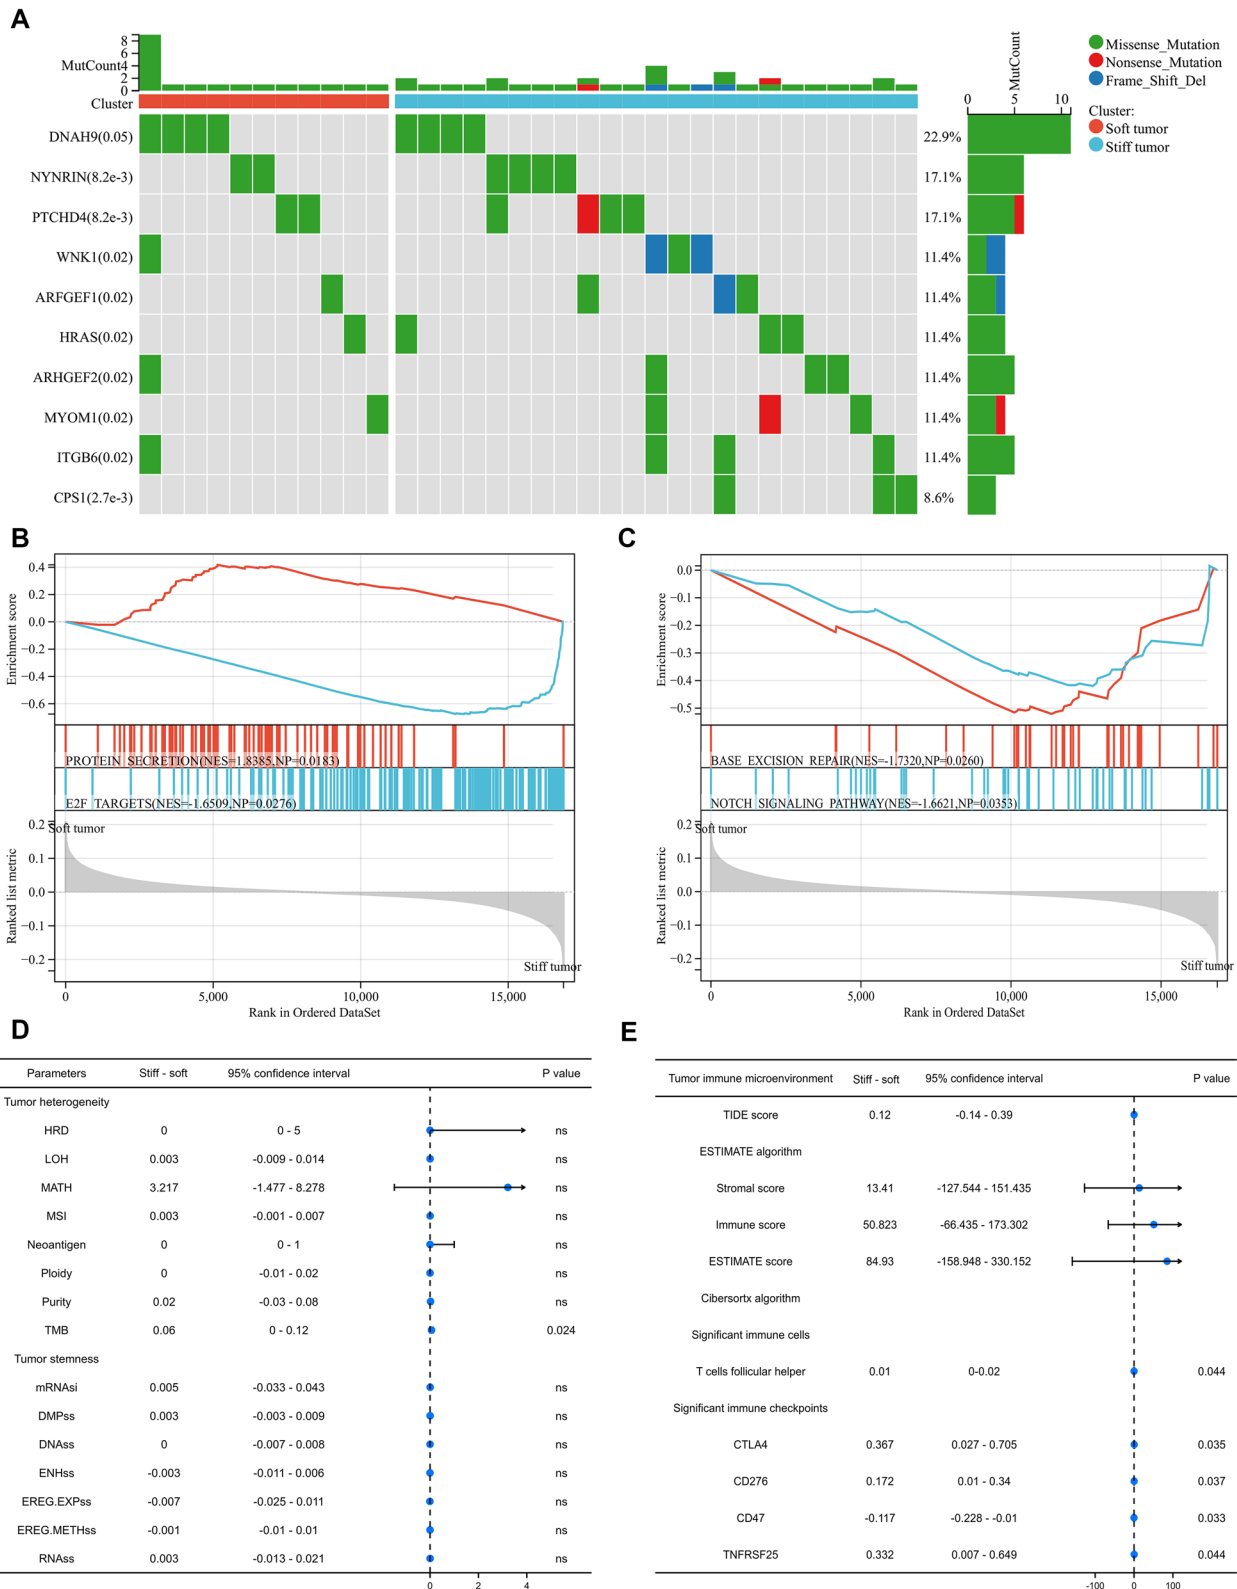 A
8
6
MutCount4
2
0
Cluster
MutCount
0 5 10
Missense_Mutation
Nonsense_Mutation
Frame_Shift_Del
Cluster:
Soft tumor
Stiff tumor
DNAH9(0.05) 22.9%
NYNRIN(8.2e-3) 17.1%
PTCHD4(8.2e-3) 17.1%
WNK1(0.02) 11.4%
ARFGEF1(0.02) 11.4%
HRAS(0.02) 11.4%
ARHGEF2(0.02) 11.4%
MYOM1(0.02) 11.4%
ITGB6(0.02) 11.4%
CPS1(2.7e-3) 8.6%
B
Enrichment score
0.4
0.2
0.0
−0.2
−0.4
−0.6
PROTEIN SECRETION(NES=1.8385,NP=0.0183)
E2F TARGETS(NES=-1.6509,NP=0.0276)
Ranked list metric
0.2
0.1
0.0
−0.1
−0.2
Soft tumor
Stiff tumor
0 5,000 10,000 15,000
Rank in Ordered DataSet
C
Enrichment score
0.0
−0.1
−0.2
−0.3
−0.4
−0.5
BASE EXCISION REPAIR(NES=-1.7320,NP=0.0260)
NOTCH SIGNALING PATHWAY(NES=-1.6621,NP=0.0353)
Ranked list metric
0.2
0.1
0.0
−0.1
−0.2
Soft tumor
Stiff tumor
0 5,000 10,000 15,000
Rank in Ordered DataSet
D
Parameters Stiff - soft 95% confidence interval P value
Tumor heterogeneity
HRD 0 0 - 5 ns
LOH 0.003 -0.009 - 0.014 ns
MATH 3.217 -1.477 - 8.278 ns
MSI 0.003 -0.001 - 0.007 ns
Neoantigen 0 0 - 1 ns
Ploidy 0 -0.01 - 0.02 ns
Purity 0.02 -0.03 - 0.08 ns
TMB 0.06 0 - 0.12 0.024
Tumor stemness
mRNAsi 0.005 -0.033 - 0.043 ns
DMPss 0.003 -0.003 - 0.009 ns
DNAss 0 -0.007 - 0.008 ns
ENHss -0.003 -0.011 - 0.006 ns
EREG.EXPss -0.007 -0.025 - 0.011 ns
EREG.METHss -0.001 -0.01 - 0.01 ns
RNAss 0.003 -0.013 - 0.021 ns
0 2 4
E
Tumor immune microenvironment Stiff - soft 95% confidence interval P value
TIDE score 0.12 -0.14 - 0.39
ESTIMATE algorithm
Stromal score 13.41 -127.544 - 151.435
Immune score 50.823 -66.435 - 173.302
ESTIMATE score 84.93 -158.948 - 330.152
Cibersortx algorithm
Significant immune cells
T cells follicular helper 0.01 0-0.02 0.044
Significant immune checkpoints
CTLA4 0.367 0.027 - 0.705 0.035
CD276 0.172 0.01 - 0.34 0.037
CD47 -0.117 -0.228 - -0.01 0.033
TNFRSF25 0.332 0.007 - 0.649 0.044
-100 0 100